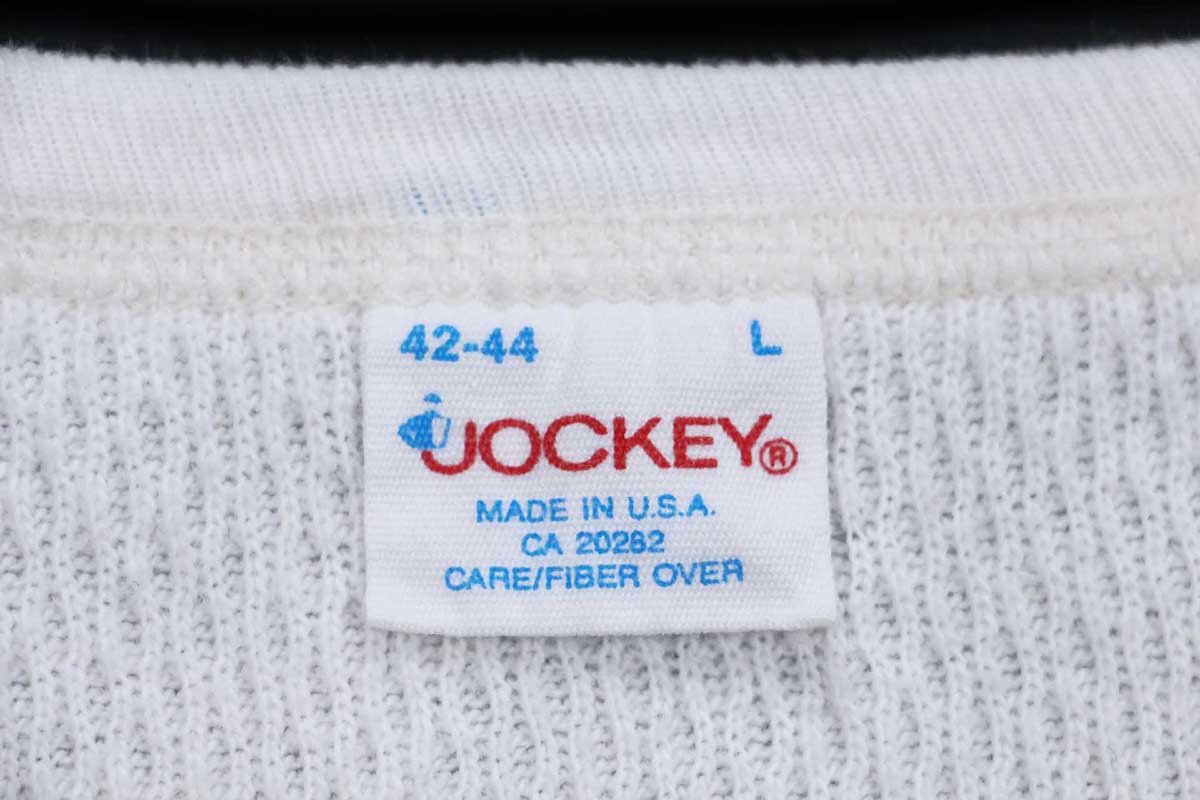 42-44 L
JOCKEY®
MADE IN U.S.A.
CA 20282
CARE/FIBER OVER